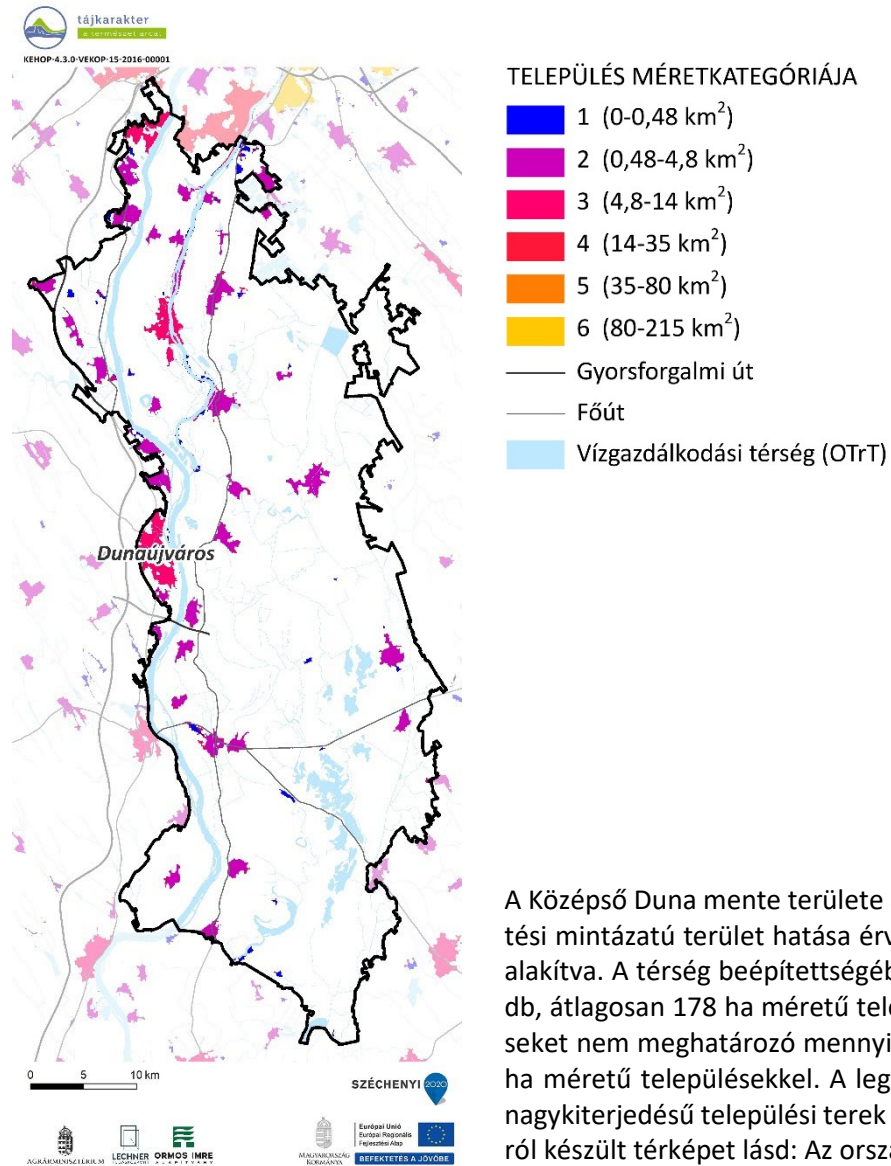 tájkarakter
a természet arcai
KEHOP-4.3.0-VEKOP-15-2016-00001
TELEPÜLÉS MÉRETKATEGÓRIÁJA
1 (0-0,48 km²)
2 (0,48-4,8 km²)
3 (4,8-14 km²)
4 (14-35 km²)
5 (35-80 km²)
6 (80-215 km²)
Gyorsforgalmi út
Főút
Vízgazdálkodási térség (OTrT)
Dunaújváros
A Középső Duna mente területe
tési mintázatú terület hatása érv
alakítva. A térség beépítettségéb
db, átlagosan 178 ha méretű tele
seket nem meghatározó mennyi
ha méretű településekkel. A leg
nagykiterjedésű települési terek
ról készült térképet lásd: Az orszá
0 5 10 km
SZÉCHENYI 2020
AGRÁRMINISZTÉRIUM
LECHNER
ORMOS IMRE
ALAPÍTVÁNY
MAGYARORSZÁG
KORMÁNYA
Európai Unió
Európai Regionális
Fejlesztési Alap
BEFEKTETÉS A JÖVŐBE